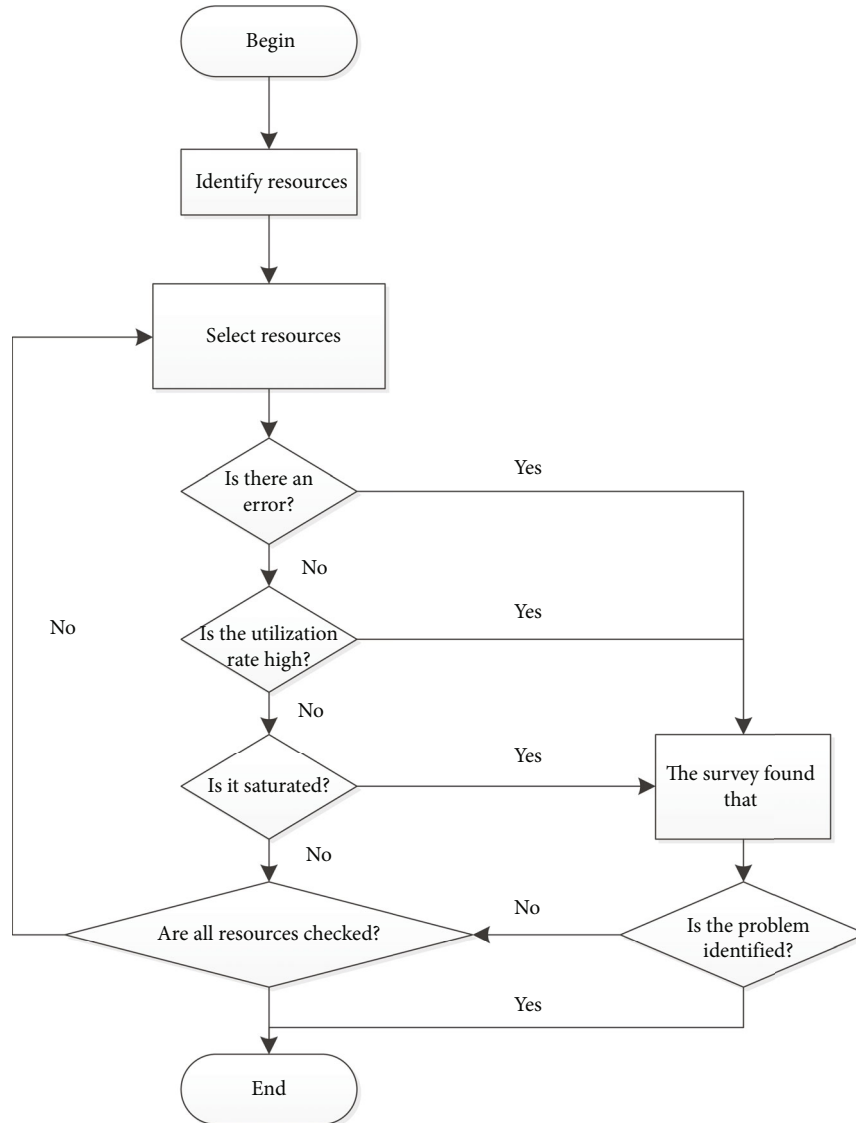 Begin
Identify resources
Select resources
Is there an
error?
Yes
No
Is the utilization
rate high?
Yes
No
No
Is it saturated?
Yes
The survey found
that
No
Are all resources checked?
No
Is the problem
identified?
Yes
End